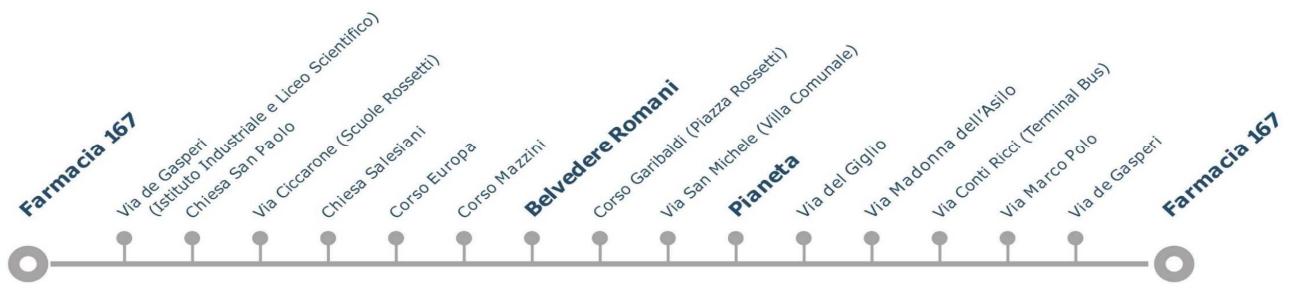 Farmacia 167
Via de Gasperi
(Istituto Industriale e Liceo Scientifico)
Chiesa San Paolo
Via Ciccarone (Scuole Rossetti)
Chiesa Salesiani
Corso Europa
Corso Mazzini
Belvedere Romani
Corso Garibaldi (Piazza Rossetti)
Via San Michele (Villa Comunale)
Pianeta
Via del Giglio
Via Madonna dell'Asilo
Via Conti Ricci (Terminal Bus)
Via Marco Polo
Via de Gasperi
Farmacia 167